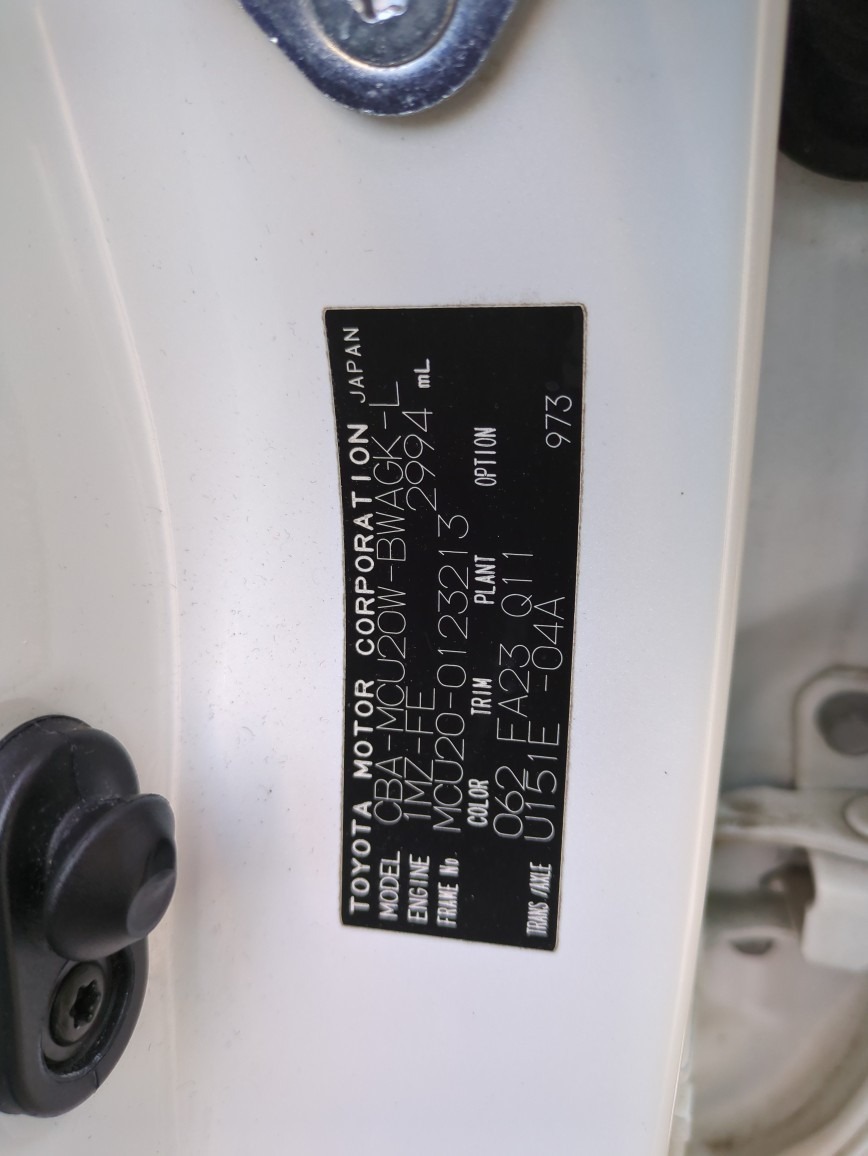 TOYOTA MOTOR CORPORATION JAPAN
MODEL CBA-MCU20W-BWAGK-L
ENGINE 1MZ-FE 2994 mL
FRAME No. MCU20-0123213
COLOR TRIM PLANT OPTION
062 FA23 Q11
TRANS/AXLE U151E -04A 973